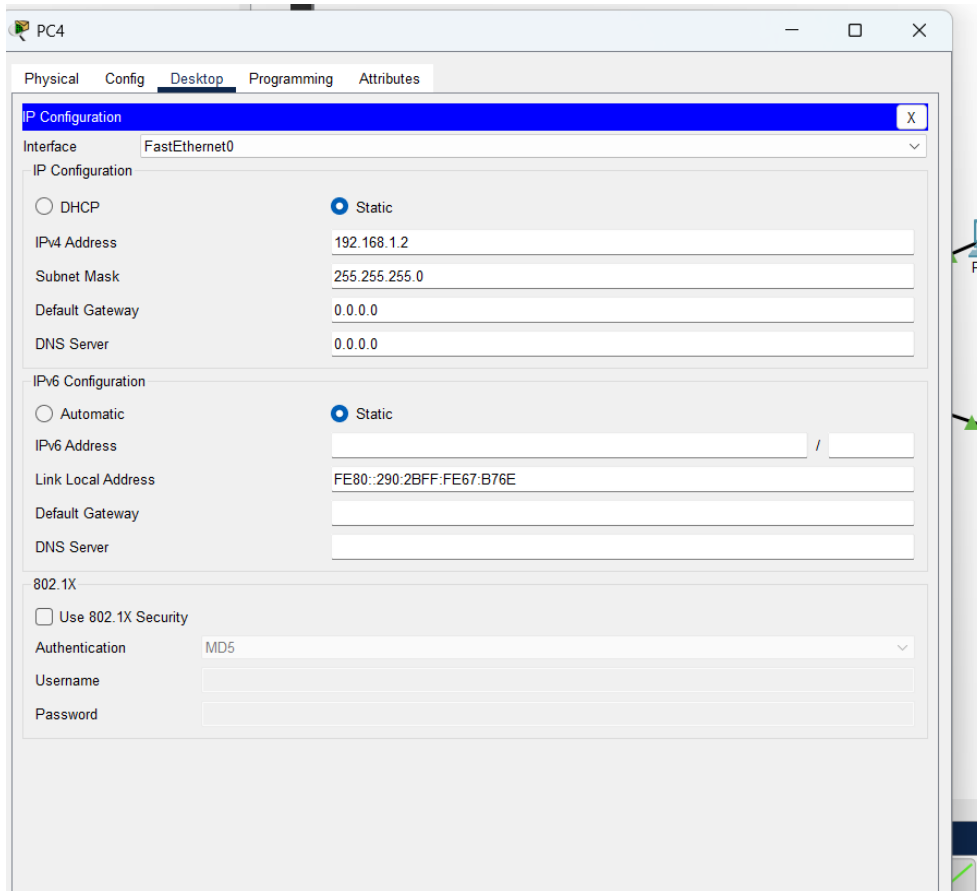 PC4
Physical Config Desktop Programming Attributes
IP Configuration X
Interface FastEthernet0
IP Configuration
DHCP Static
IPv4 Address 192.168.1.2
Subnet Mask 255.255.255.0
Default Gateway 0.0.0.0
DNS Server 0.0.0.0
IPv6 Configuration
Automatic Static
IPv6 Address /
Link Local Address FE80::290:2BFF:FE67:B76E
Default Gateway
DNS Server
802.1X
Use 802.1X Security
Authentication MD5
Username
Password